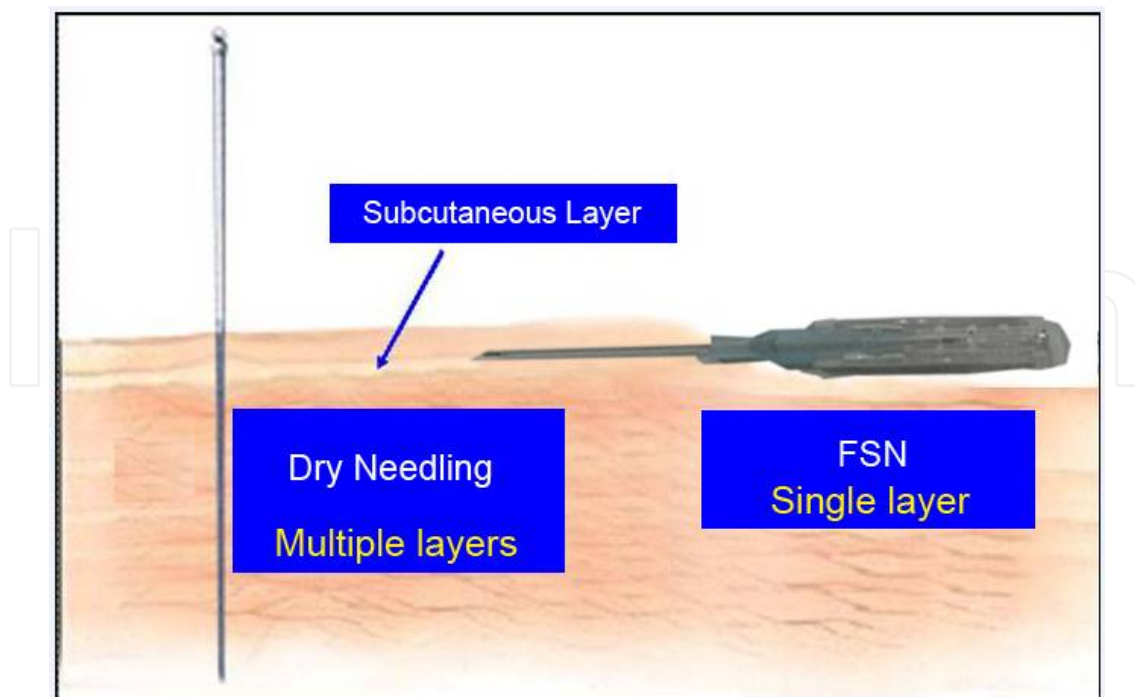 Subcutaneous Layer
Dry Needling
Multiple layers
FSN
Single layer